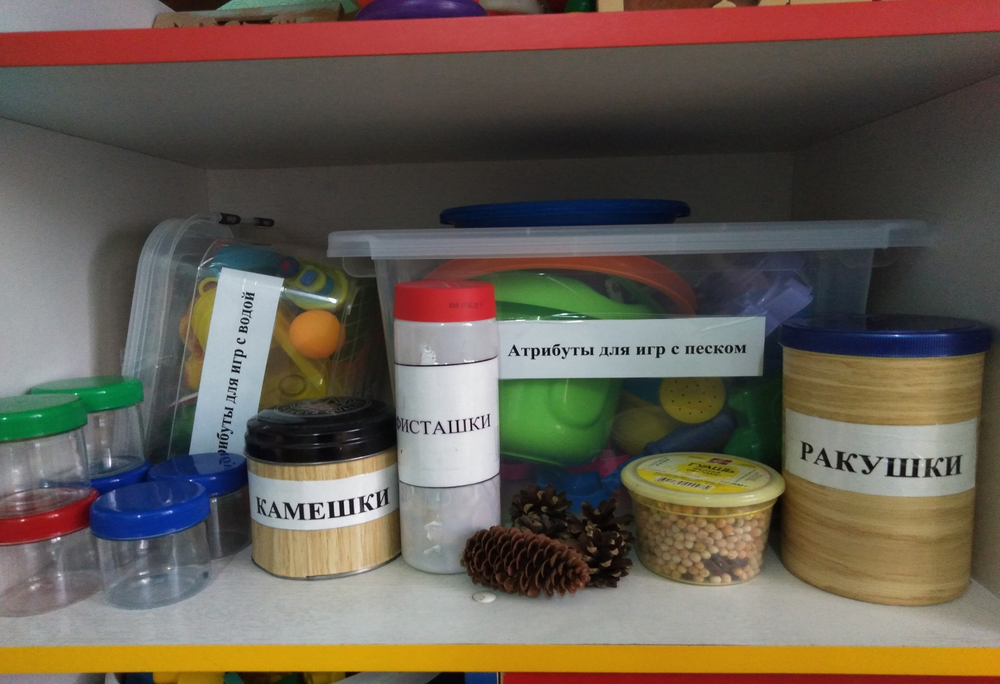 Атрибуты для игр с водой
КАМЕШКИ
ФИСТАШКИ
Атрибуты для игр с песком
ГУАШЬ
РАКУШКИ